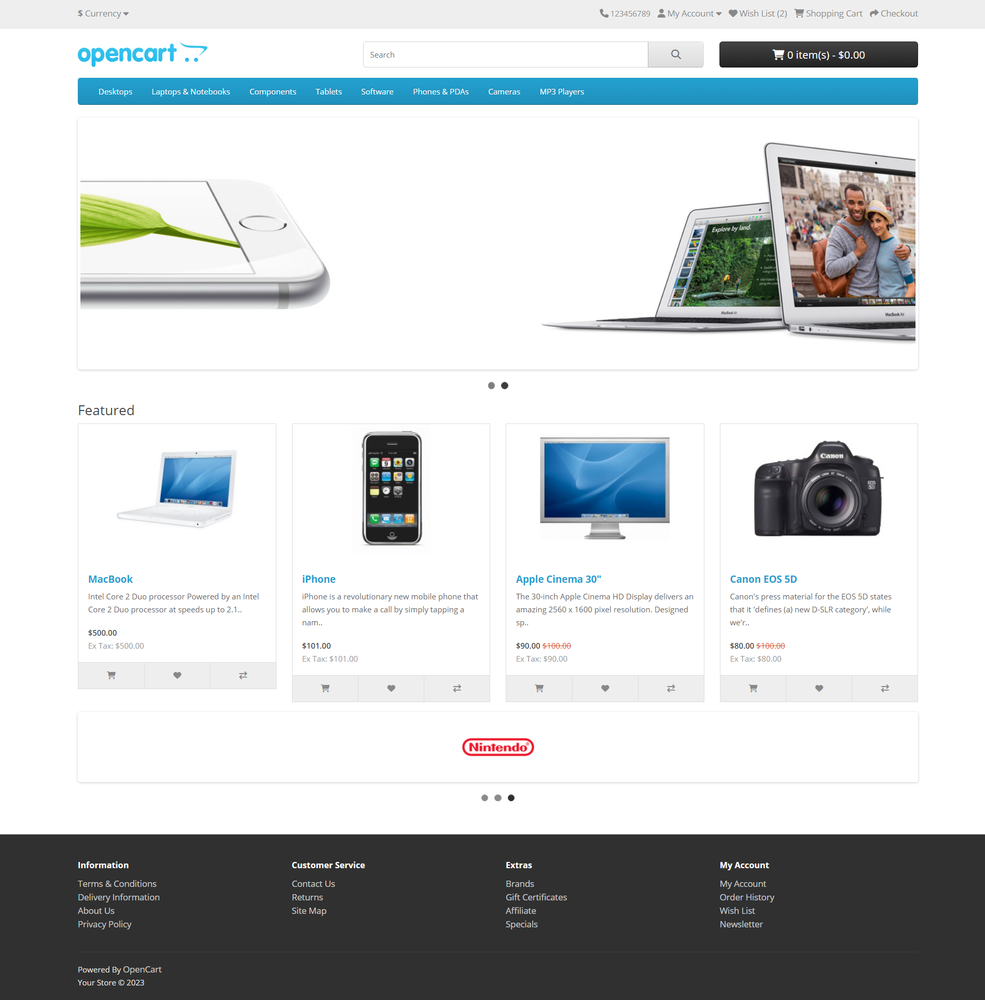 $ Currency
123456789 My Account Wish List (2) Shopping Cart Checkout
opencart
Search
0 item(s) - $0.00
Desktops Laptops & Notebooks Components Tablets Software Phones & PDAs Cameras MP3 Players
Explore by land.
MacBook Air
MacBook Air
Featured
Canon
EOS
5D
MacBook
Intel Core 2 Duo processor Powered by an Intel
Core 2 Duo processor at speeds up to 2.1..
$500.00
Ex Tax: $500.00
iPhone
iPhone is a revolutionary new mobile phone that
allows you to make a call by simply tapping a
nam..
$101.00
Ex Tax: $101.00
Apple Cinema 30"
The 30-inch Apple Cinema HD Display delivers an
amazing 2560 x 1600 pixel resolution. Designed
sp..
$90.00 $100.00
Ex Tax: $90.00
Canon EOS 5D
Canon's press material for the EOS 5D states
that it 'defines (a) new D-SLR category', while
we'r..
$80.00 $100.00
Ex Tax: $80.00
Nintendo®
Information
Terms & Conditions
Delivery Information
About Us
Privacy Policy
Customer Service
Contact Us
Returns
Site Map
Extras
Brands
Gift Certificates
Affiliate
Specials
My Account
My Account
Order History
Wish List
Newsletter
Powered By OpenCart
Your Store © 2023